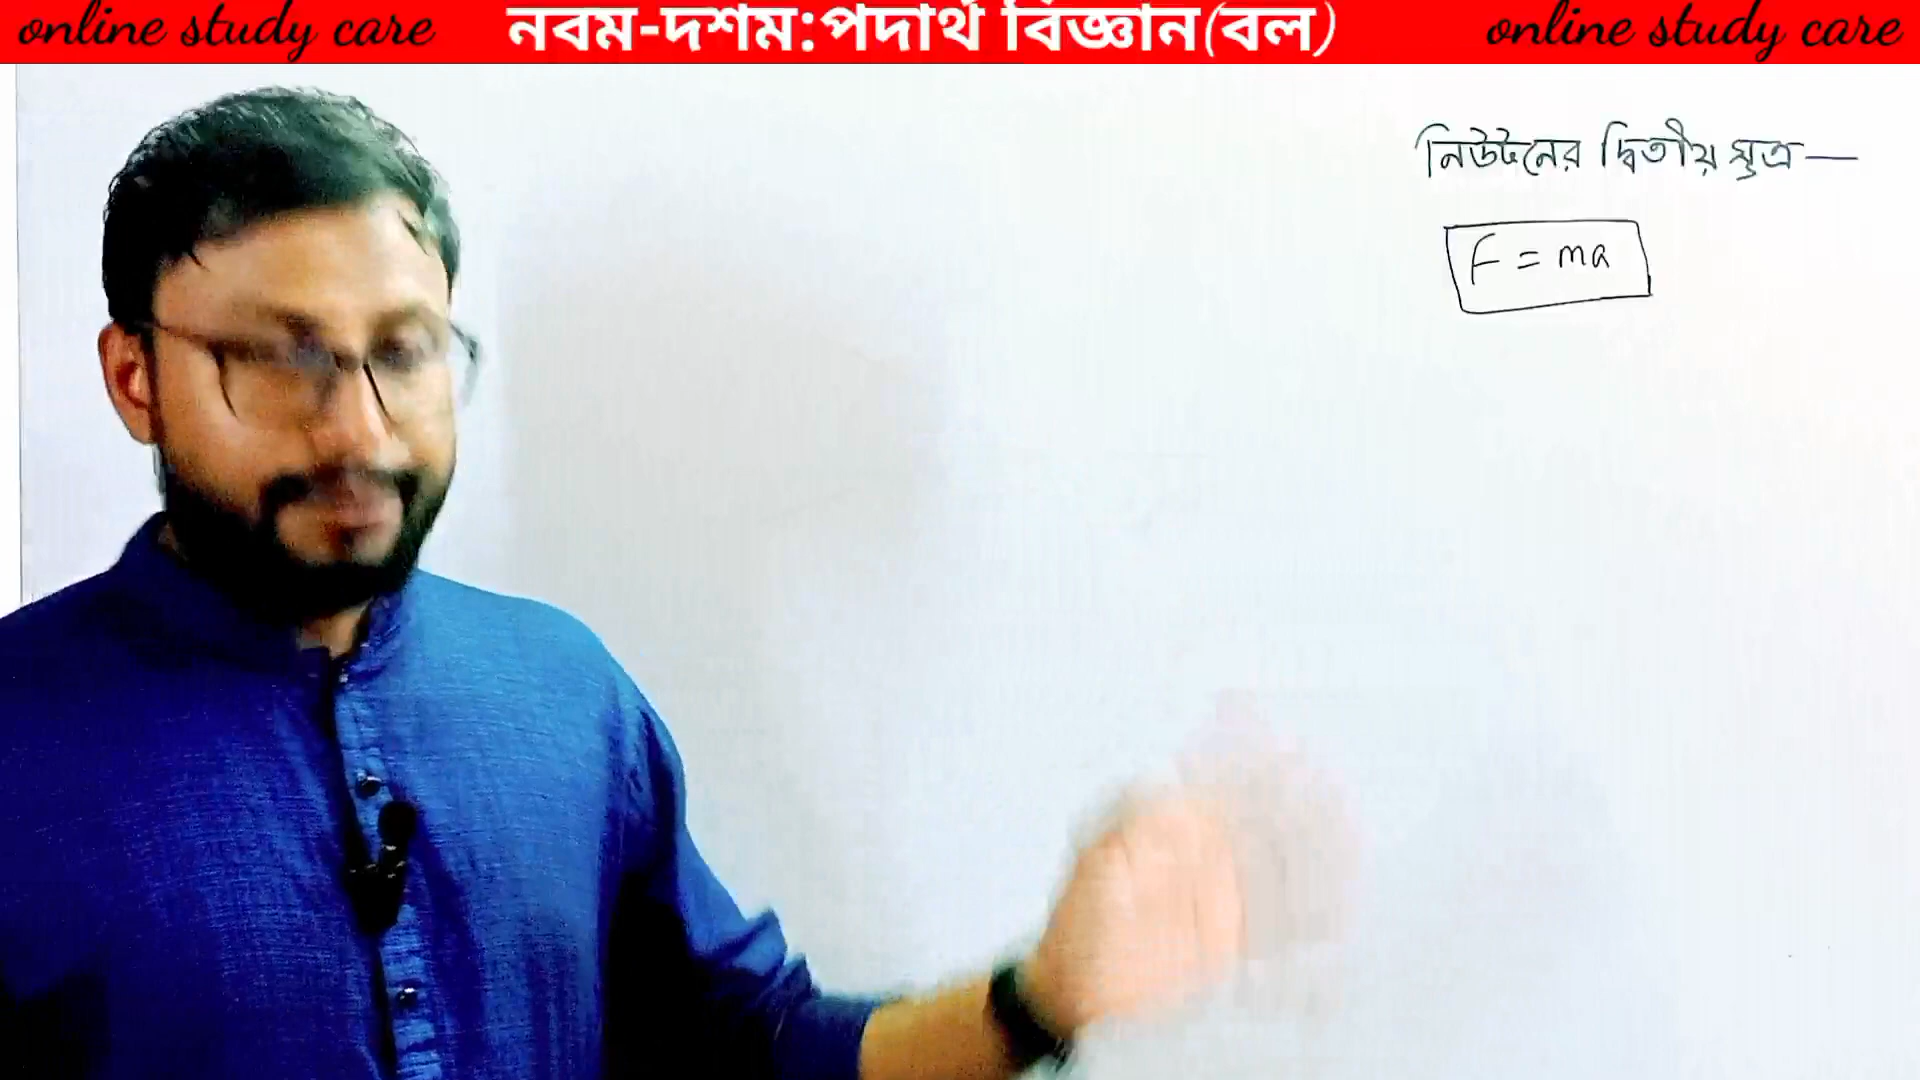 online study care নবম-দশম:পদার্থ বিজ্ঞান(বল) online study care
নিউটনের দ্বিতীয় সূত্র—
F = ma